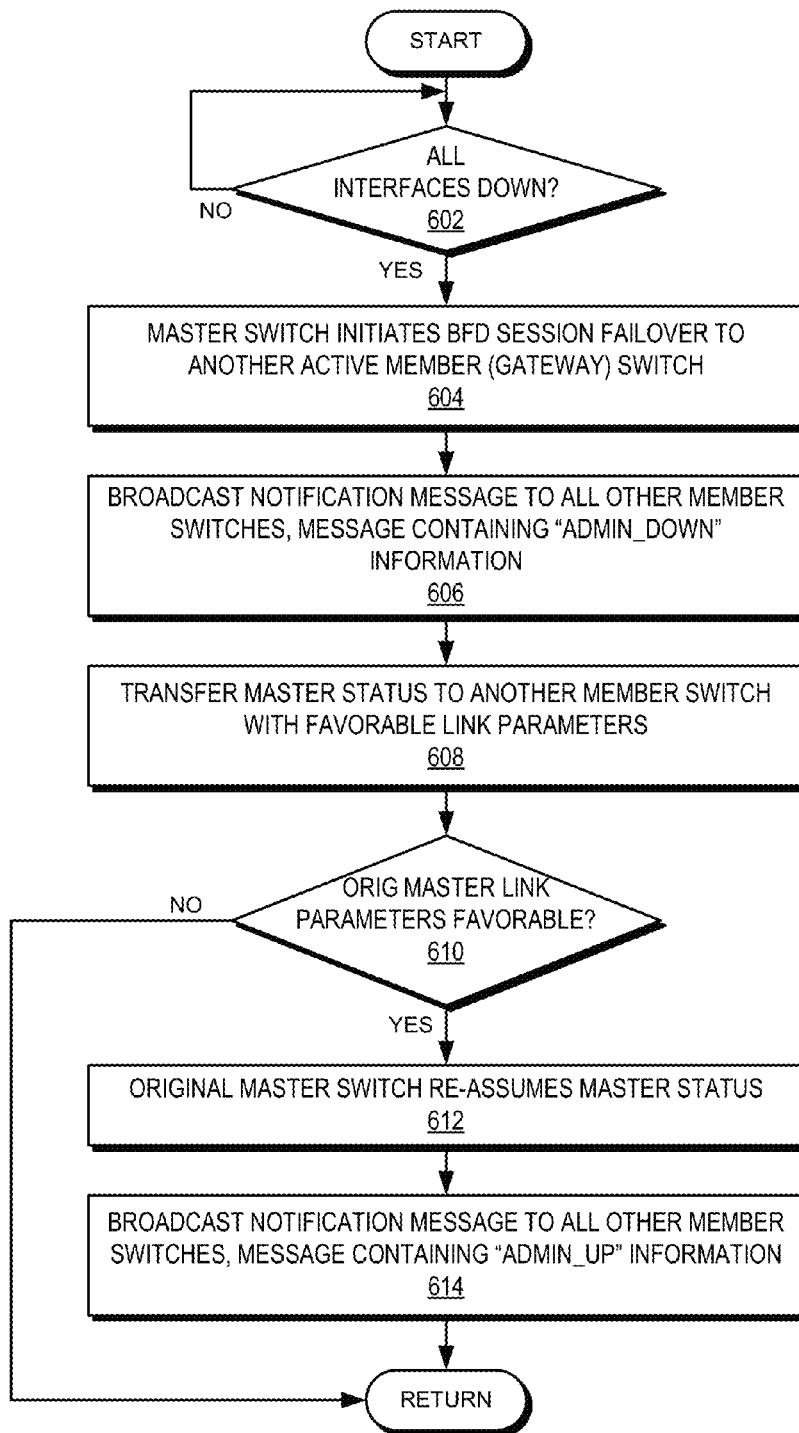 START
ALL
INTERFACES DOWN?
602
NO
YES
MASTER SWITCH INITIATES BFD SESSION FAILOVER TO
ANOTHER ACTIVE MEMBER (GATEWAY) SWITCH
604
BROADCAST NOTIFICATION MESSAGE TO ALL OTHER MEMBER
SWITCHES, MESSAGE CONTAINING “ADMIN_DOWN”
INFORMATION
606
TRANSFER MASTER STATUS TO ANOTHER MEMBER SWITCH
WITH FAVORABLE LINK PARAMETERS
608
NO
ORIG MASTER LINK
PARAMETERS FAVORABLE?
610
YES
ORIGINAL MASTER SWITCH RE-ASSUMES MASTER STATUS
612
BROADCAST NOTIFICATION MESSAGE TO ALL OTHER MEMBER
SWITCHES, MESSAGE CONTAINING “ADMIN_UP” INFORMATION
614
RETURN